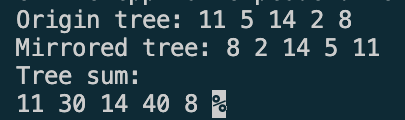 Origin tree: 11 5 14 2 8
Mirrored tree: 8 2 14 5 11
Tree sum:
11 30 14 40 8 %